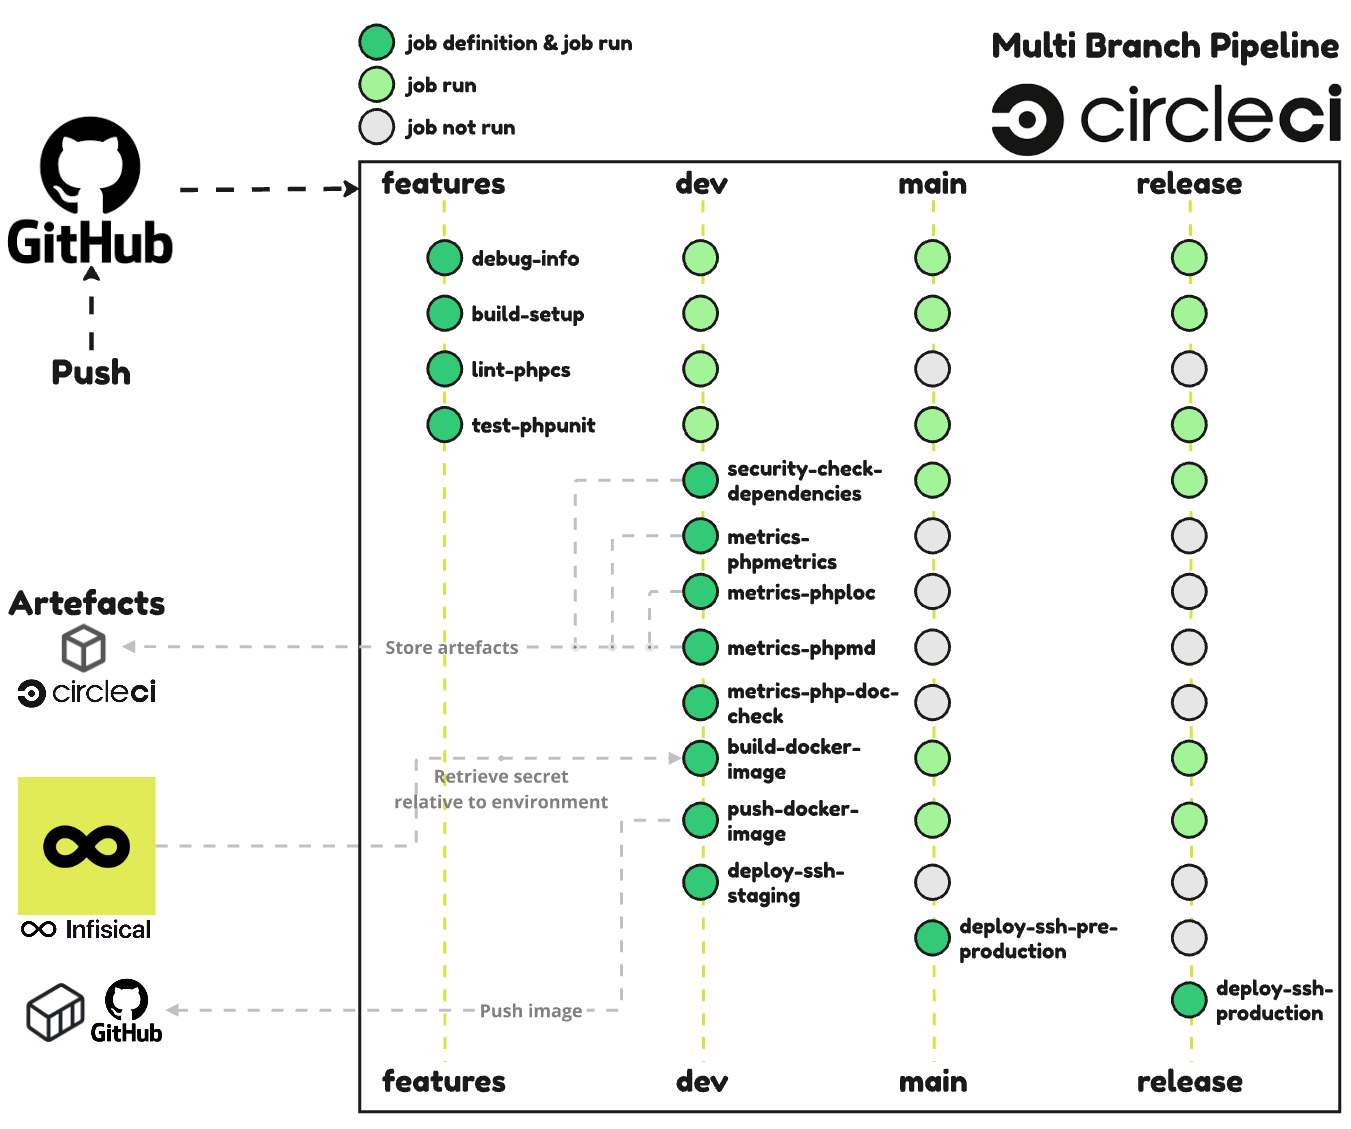 job definition & job run
job run
job not run
Multi Branch Pipeline
circleci
GitHub
Push
features
dev
main
release
debug-info
build-setup
lint-phpcs
test-phpunit
security-check-
dependencies
metrics-
phpmetrics
metrics-phploc
Artefacts
circleci
Store artefacts
metrics-phpmd
metrics-php-doc-
check
build-docker-
image
Retrieve secret
relative to environment
Infisical
push-docker-
image
deploy-ssh-
staging
deploy-ssh-pre-
production
deploy-ssh-
production
GitHub
Push image
features
dev
main
release